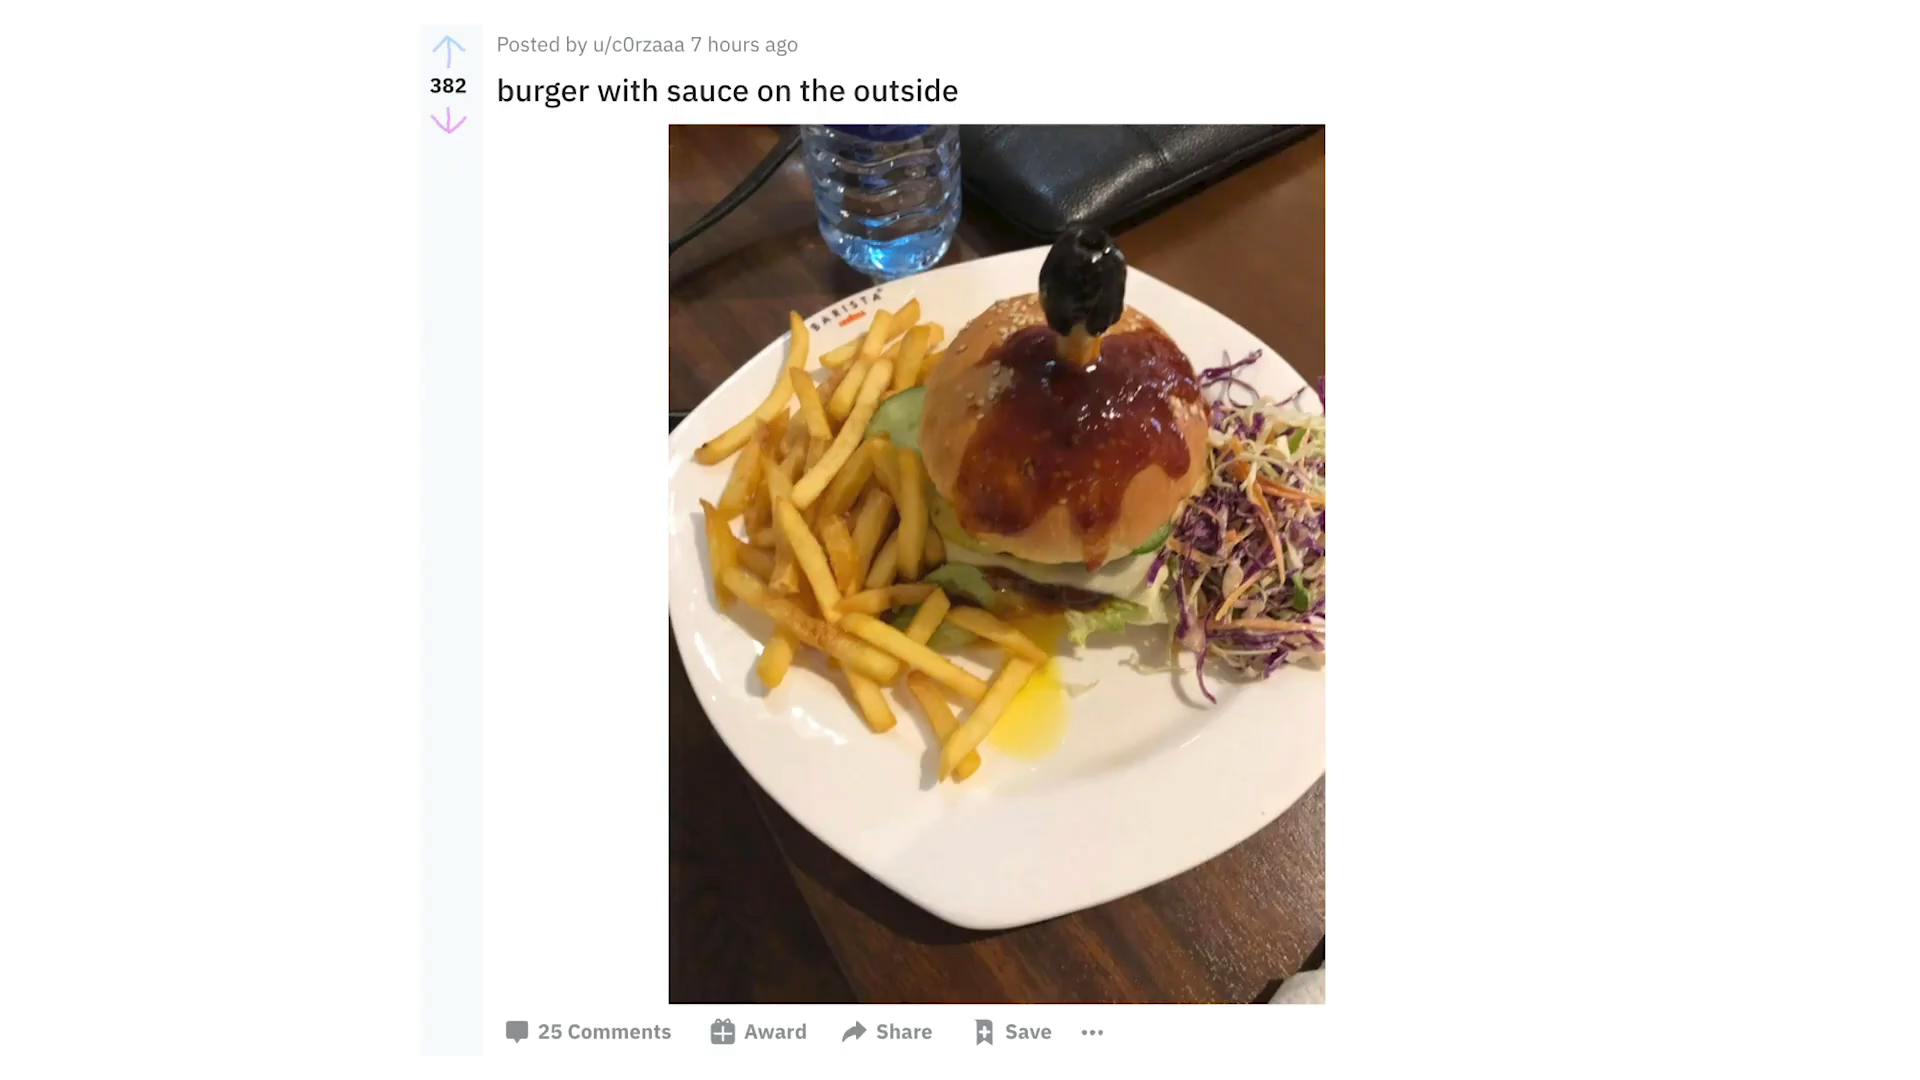 Posted by u/c0rzaaa 7 hours ago
382
burger with sauce on the outside
BARISTA
25 Comments
Award
Share
Save